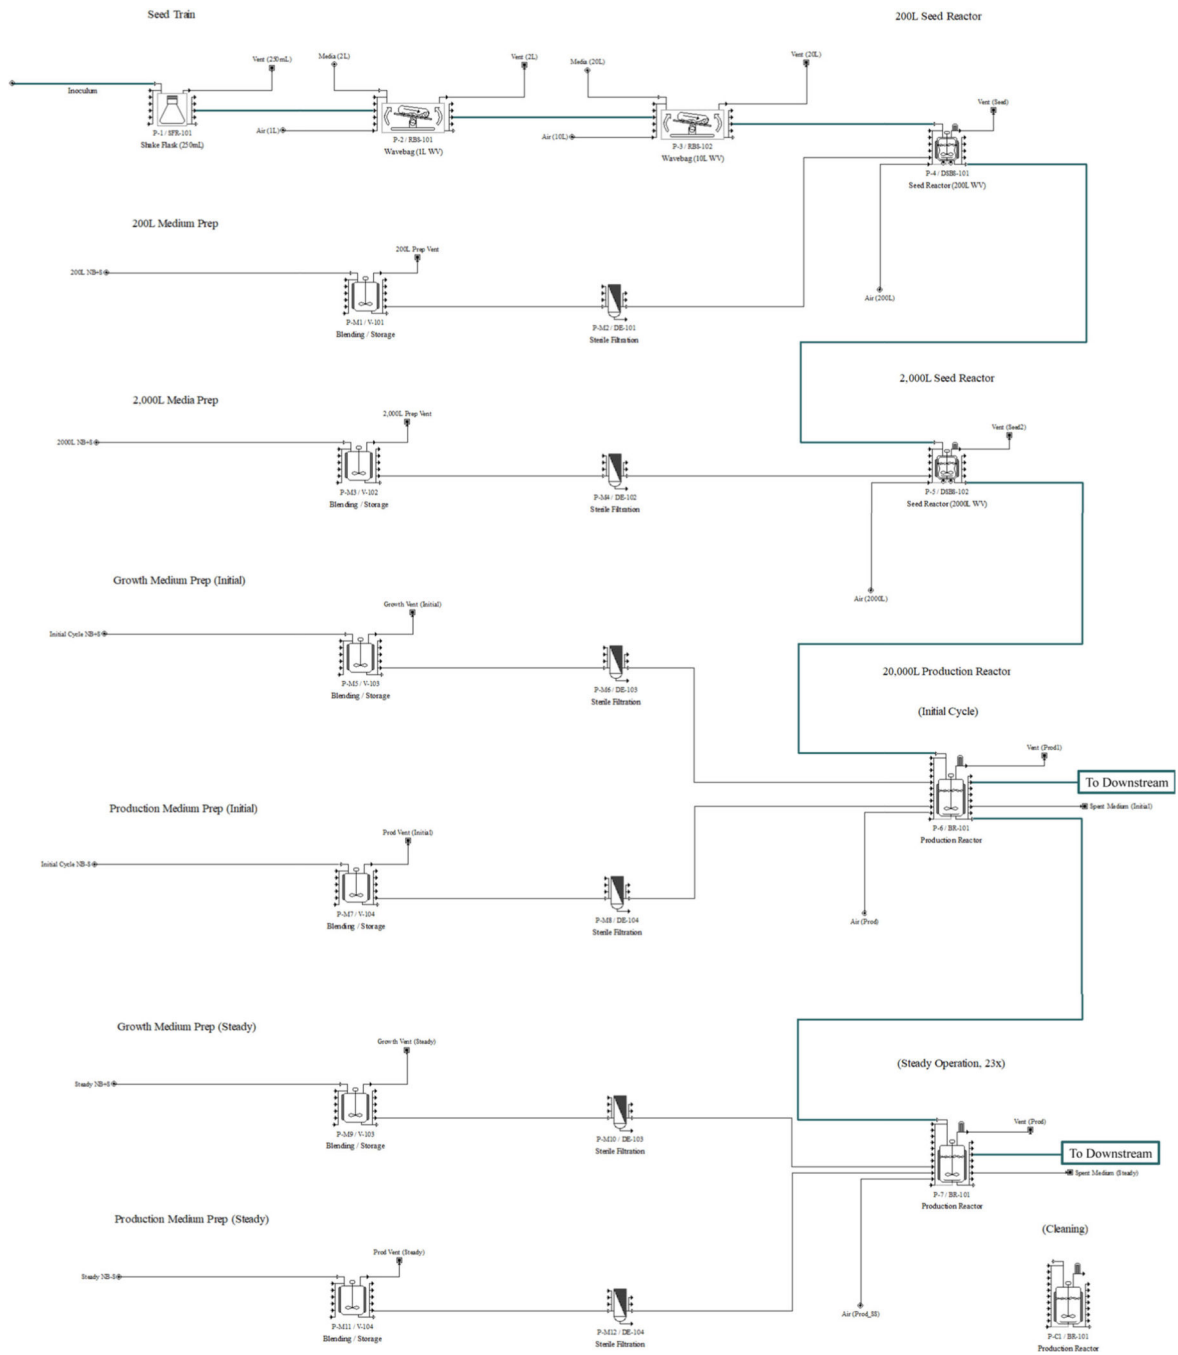 Seed Train
200L Seed Reactor
Vent (250mL)
Media (2L)
Vent (2L)
Media (20L)
Vent (20L)
Inoculum
Vent (Seed)
P-1 / SFR-101
Shake Flask (250mL)
Air (1L)
P-2 / RBS-101
Wavebag (1L WV)
Air (10L)
P-3 / RBS-102
Wavebag (10L WV)
P-4 / DSBS-101
Seed Reactor (200L WV)
200L Medium Prep
200L Prep Vent
200L NB+8
Air (200L)
P-M1 / V-101
Blending / Storage
P-M2 / DE-101
Sterile Filtration
2,000L Seed Reactor
2,000L Media Prep
2,000L Prep Vent
Vent (Seed2)
2000L NB+8
P-M3 / V-102
Blending / Storage
P-M4 / DE-102
Sterile Filtration
P-5 / DSBS-102
Seed Reactor (2000L WV)
Growth Medium Prep (Initial)
Air (2000L)
Growth Vent (Initial)
Initial Cycle NB+8
20,000L Production Reactor
P-M5 / V-103
Blending / Storage
P-M6 / DE-103
Sterile Filtration
(Initial Cycle)
Vent (Prod1)
To Downstream
Production Medium Prep (Initial)
Spent Medium (Initial)
Prod Vent (Initial)
P-6 / BR-101
Production Reactor
Initial Cycle NB-8
P-M7 / V-104
Blending / Storage
P-M8 / DE-104
Sterile Filtration
Air (Prod)
Growth Medium Prep (Steady)
Growth Vent (Steady)
(Steady Operation, 23x)
Steady NB+8
Vent (Prod)
P-M9 / V-103
Blending / Storage
P-M10 / DE-103
Sterile Filtration
To Downstream
Spent Medium (Steady)
P-7 / BR-101
Production Reactor
Production Medium Prep (Steady)
(Cleaning)
Prod Vent (Steady)
Steady NB-8
Air (Prod_SS)
P-M11 / V-104
Blending / Storage
P-M12 / DE-104
Sterile Filtration
P-C1 / BR-101
Production Reactor